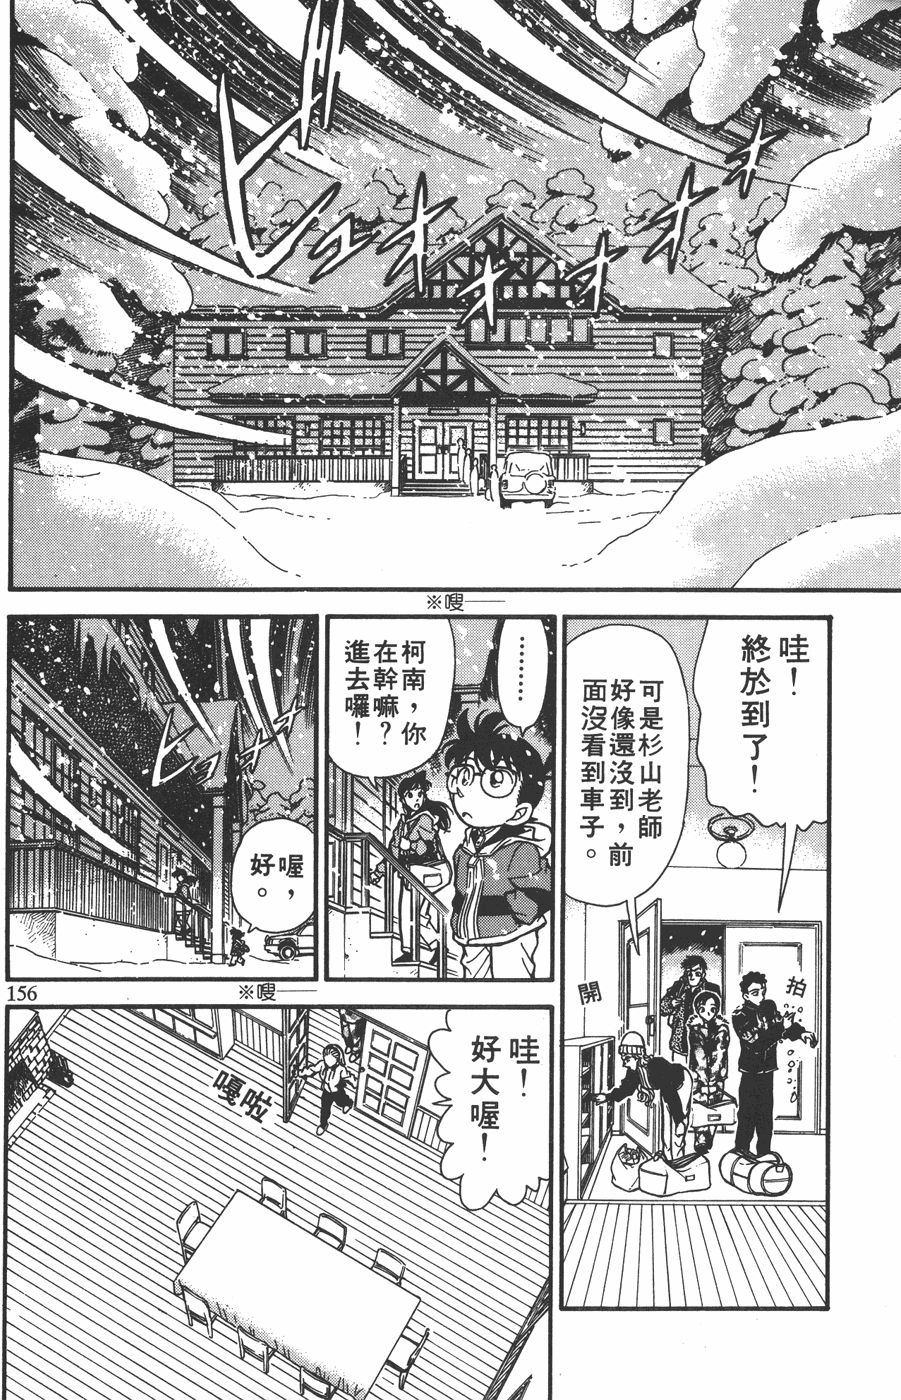 ビュオオオオオ…
※嗖——
哇！
終於到了！
可是杉山老師
好像還沒到，前
面沒看到車子。
開
拍
……
柯南，你
在幹嘛？
進去囉！
ビュオオオ
喔，
好。
※嗖——
156
哇！
好大喔！
嘎啦